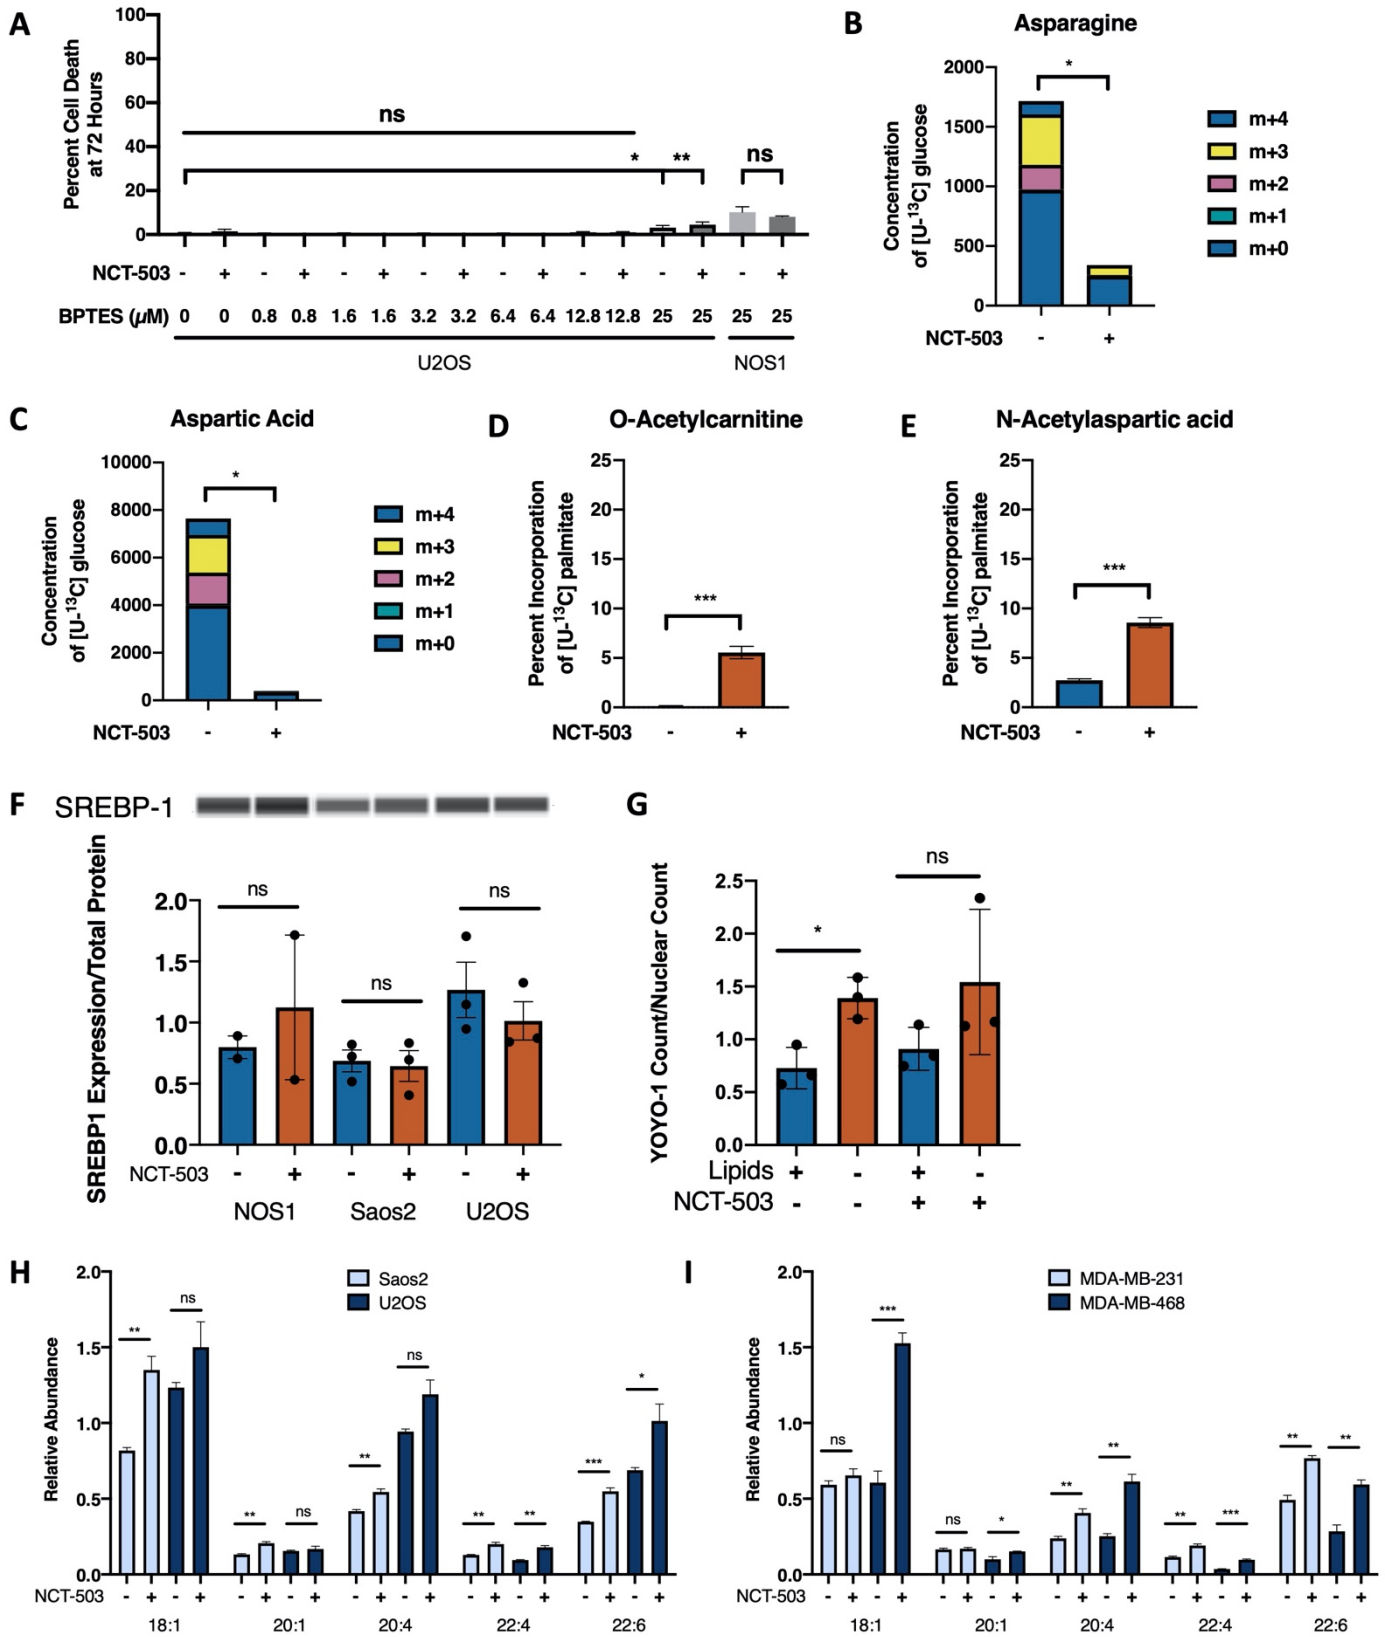 A
Percent Cell Death
at 72 Hours
100
80
60
40
20
0
ns
* **
ns
NCT-503 - + - + - + - + - + - + - + - +
BPTES (µM) 0 0 0.8 0.8 1.6 1.6 3.2 3.2 6.4 6.4 12.8 12.8 25 25 25 25
U2OS NOS1
B
Asparagine
Concentration
of [U-¹³C] glucose
2000
1500
1000
500
0
*
m+4
m+3
m+2
m+1
m+0
NCT-503 - +
C
Aspartic Acid
Concentration
of [U-¹³C] glucose
10000
8000
6000
4000
2000
0
*
m+4
m+3
m+2
m+1
m+0
NCT-503 - +
D
O-Acetylcarnitine
Percent Incorporation
of [U-¹³C] palmitate
25
20
15
10
5
0
***
NCT-503 - +
E
N-Acetylaspartic acid
Percent Incorporation
of [U-¹³C] palmitate
25
20
15
10
5
0
***
NCT-503 - +
F
SREBP-1
SREBP1 Expression/Total Protein
2.0
1.5
1.0
0.5
0.0
ns
ns
ns
NCT-503 - + - + - +
NOS1 Saos2 U2OS
G
YOYO-1 Count/Nuclear Count
2.5
2.0
1.5
1.0
0.5
0.0
*
ns
Lipids + - + -
NCT-503 - - + +
H
Relative Abundance
2.0
1.5
1.0
0.5
0.0
Saos2
U2OS
** ns
** ns
** ns
** **
*** *
NCT-503 - + - + - + - + - + - + - + - + - + - +
18:1 20:1 20:4 22:4 22:6
I
Relative Abundance
2.0
1.5
1.0
0.5
0.0
MDA-MB-231
MDA-MB-468
ns ***
ns *
** **
** ***
** **
NCT-503 - + - + - + - + - + - + - + - + - + - +
18:1 20:1 20:4 22:4 22:6